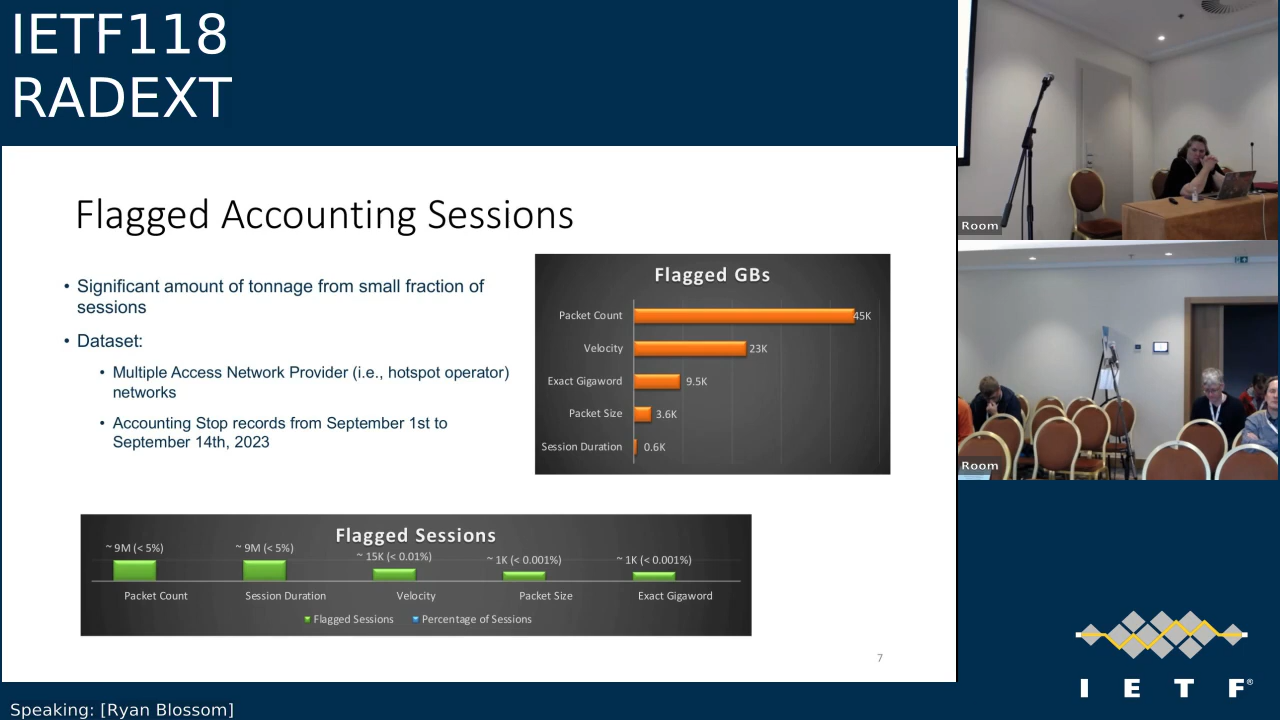 IETF118
RADEXT
Flagged Accounting Sessions
• Significant amount of tonnage from small fraction of
sessions
• Dataset:
• Multiple Access Network Provider (i.e., hotspot operator)
networks
• Accounting Stop records from September 1st to
September 14th, 2023
Flagged GBs
Packet Count 45K
Velocity 23K
Exact Gigaword 9.5K
Packet Size 3.6K
Session Duration 0.6K
Flagged Sessions
~ 9M (< 5%) ~ 9M (< 5%) ~ 15K (< 0.01%) ~ 1K (< 0.001%) ~ 1K (< 0.001%)
Packet Count Session Duration Velocity Packet Size Exact Gigaword
Flagged Sessions Percentage of Sessions
7
Room
Room
I E T F®
Speaking: [Ryan Blossom]